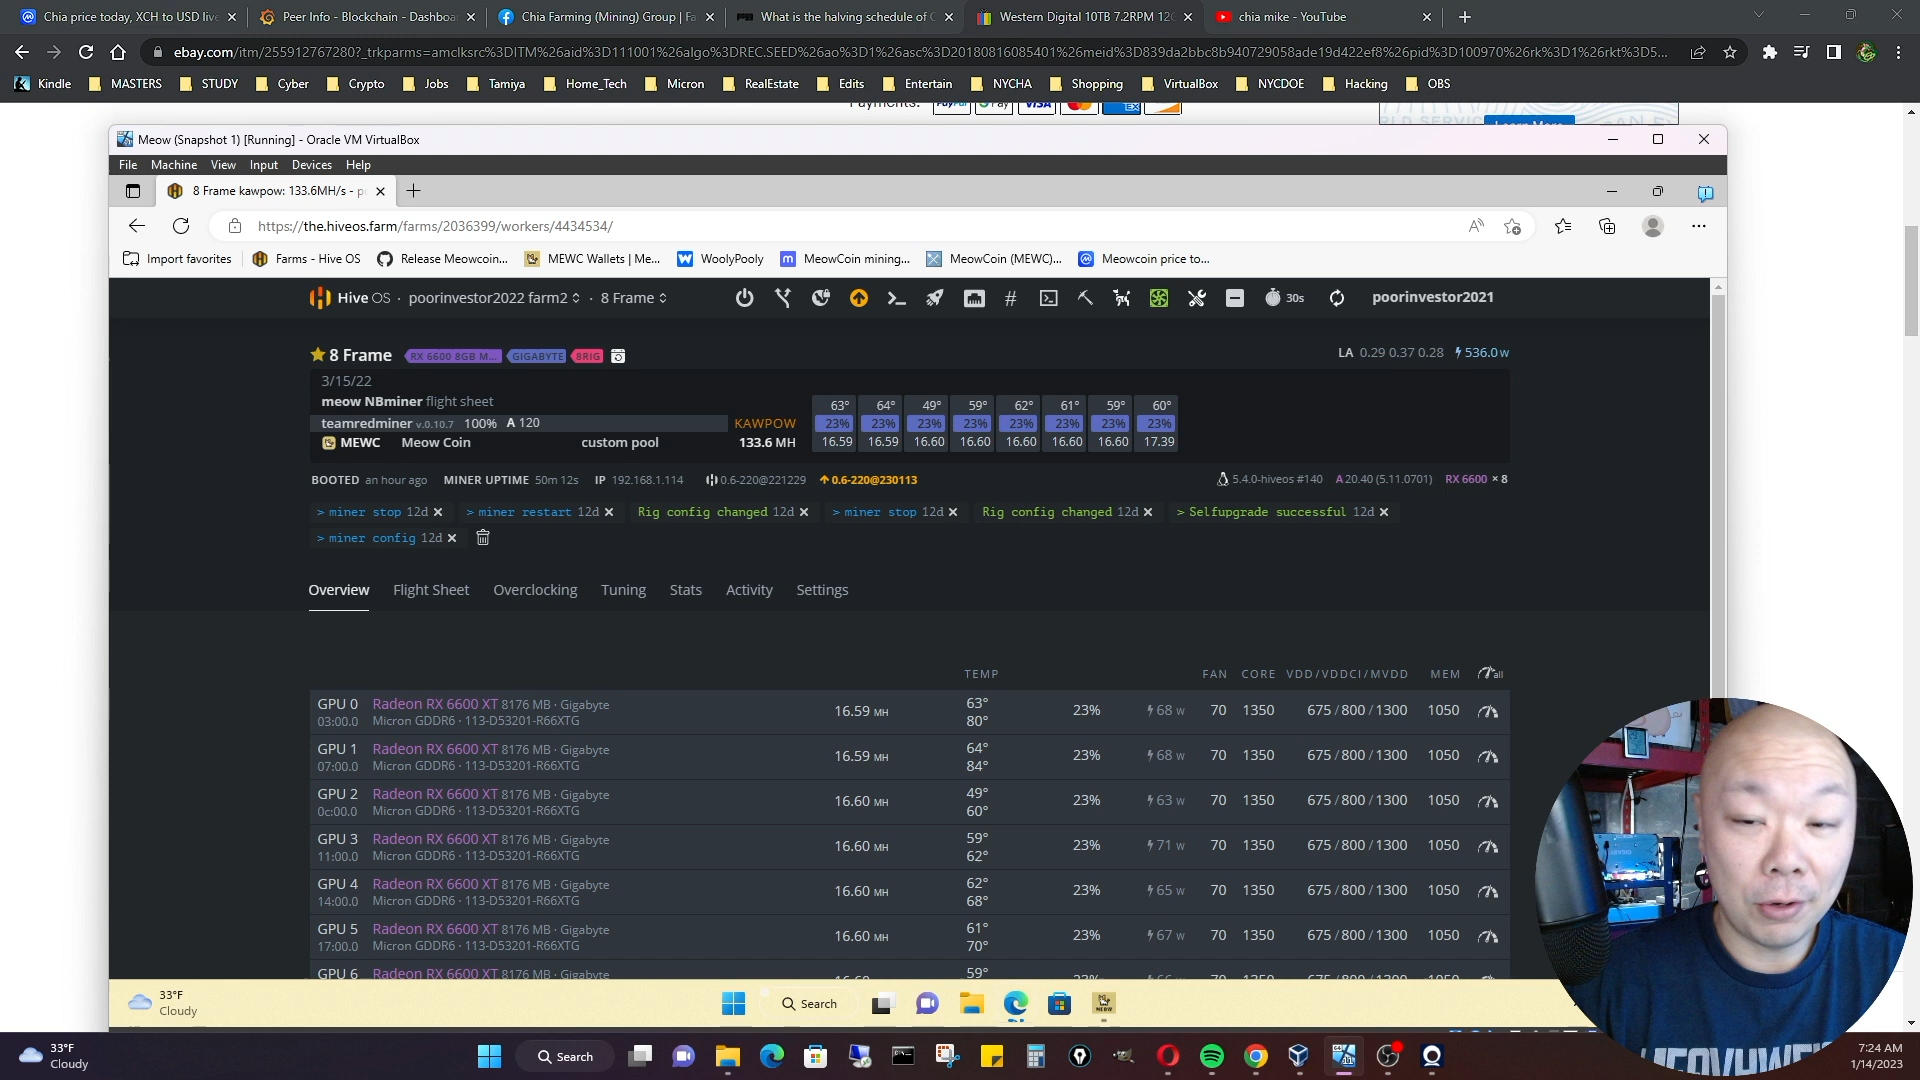 Chia price today, XCH to USD live
Peer Info - Blockchain - Dashboa
Chia Farming (Mining) Group | Fa
What is the halving schedule of C
Western Digital 10TB 7.2RPM 12G
chia mike - YouTube
ebay.com/itm/255912767280?_trkparms=amclksrc%3DITM%26aid%3D111001%26algo%3DREC.SEED%26ao%3D1%26asc%3D20180816085401%26meid%3D839da2bbc8b940729058ade19d422ef8%26pid%3D100970%26rk%3D1%26rkt%3D5...
Kindle MASTERS STUDY Cyber Crypto Jobs Tamiya Home_Tech Micron RealEstate Edits Entertain NYCHA Shopping VirtualBox NYCDOE Hacking OBS
Meow (Snapshot 1) [Running] - Oracle VM VirtualBox
File Machine View Input Devices Help
8 Frame kawpow: 133.6MH/s - p
https://the.hiveos.farm/farms/2036399/workers/4434534/
Import favorites Farms - Hive OS Release Meowcoin... MEWC Wallets | Me... WoolyPooly MeowCoin mining... MeowCoin (MEWC)... Meowcoin price to...
Hive OS · poorinvestor2022 farm2 · 8 Frame 30s poorinvestor2021
8 Frame RX 6600 8GB M... GIGABYTE 8RIG LA 0.29 0.37 0.28 536.0 W
3/15/22
meow NBminer flight sheet 63° 64° 49° 59° 62° 61° 59° 60°
teamredminer v.0.10.7 100% A 120 KAWPOW 23% 23% 23% 23% 23% 23% 23% 23%
MEWC Meow Coin custom pool 133.6 MH 16.59 16.59 16.60 16.60 16.60 16.60 16.60 17.39
BOOTED an hour ago MINER UPTIME 50m 12s IP 192.168.1.114 0.6-220@221229 0.6-220@230113 5.4.0-hiveos #140 A 20.40 (5.11.0701) RX 6600 × 8
> miner stop 12d > miner restart 12d Rig config changed 12d > miner stop 12d Rig config changed 12d > Selfupgrade successful 12d
> miner config 12d
Overview Flight Sheet Overclocking Tuning Stats Activity Settings
TEMP FAN CORE VDD/VDDCI/MVDD MEM all
GPU 0 Radeon RX 6600 XT 8176 MB · Gigabyte 16.59 MH 63° 23% 68 W 70 1350 675 / 800 / 1300 1050
03:00.0 Micron GDDR6 · 113-D53201-R66XTG 80°
GPU 1 Radeon RX 6600 XT 8176 MB · Gigabyte 16.59 MH 64° 23% 68 W 70 1350 675 / 800 / 1300 1050
07:00.0 Micron GDDR6 · 113-D53201-R66XTG 84°
GPU 2 Radeon RX 6600 XT 8176 MB · Gigabyte 16.60 MH 49° 23% 63 W 70 1350 675 / 800 / 1300 1050
0c:00.0 Micron GDDR6 · 113-D53201-R66XTG 60°
GPU 3 Radeon RX 6600 XT 8176 MB · Gigabyte 16.60 MH 59° 23% 71 W 70 1350 675 / 800 / 1300 1050
11:00.0 Micron GDDR6 · 113-D53201-R66XTG 62°
GPU 4 Radeon RX 6600 XT 8176 MB · Gigabyte 16.60 MH 62° 23% 65 W 70 1350 675 / 800 / 1300 1050
14:00.0 Micron GDDR6 · 113-D53201-R66XTG 68°
GPU 5 Radeon RX 6600 XT 8176 MB · Gigabyte 16.60 MH 61° 23% 67 W 70 1350 675 / 800 / 1300 1050
17:00.0 Micron GDDR6 · 113-D53201-R66XTG 70°
GPU 6 Radeon RX 6600 XT 8176 MB · Gigabyte 59°
33°F
Cloudy
Search
33°F
Cloudy
Search
7:24 AM
1/14/2023